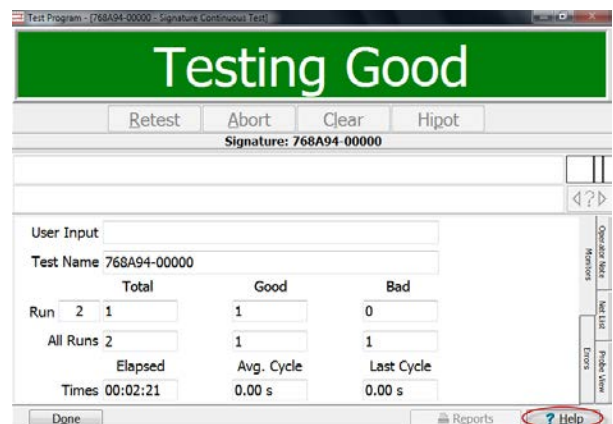 Test Program - (768A94-00000 - Signature Continuous Test)
Testing Good
Retest Abort Clear Hipot
Signature: 768A94-00000
User Input
Test Name 768A94-00000
Total Good Bad
Run 2 1 1 0
All Runs 2 1 1
Elapsed Avg. Cycle Last Cycle
Times 00:02:21 0.00 s 0.00 s
Operator Note
Monitors
Net List
Errors
Probe View
Done Reports ? Help